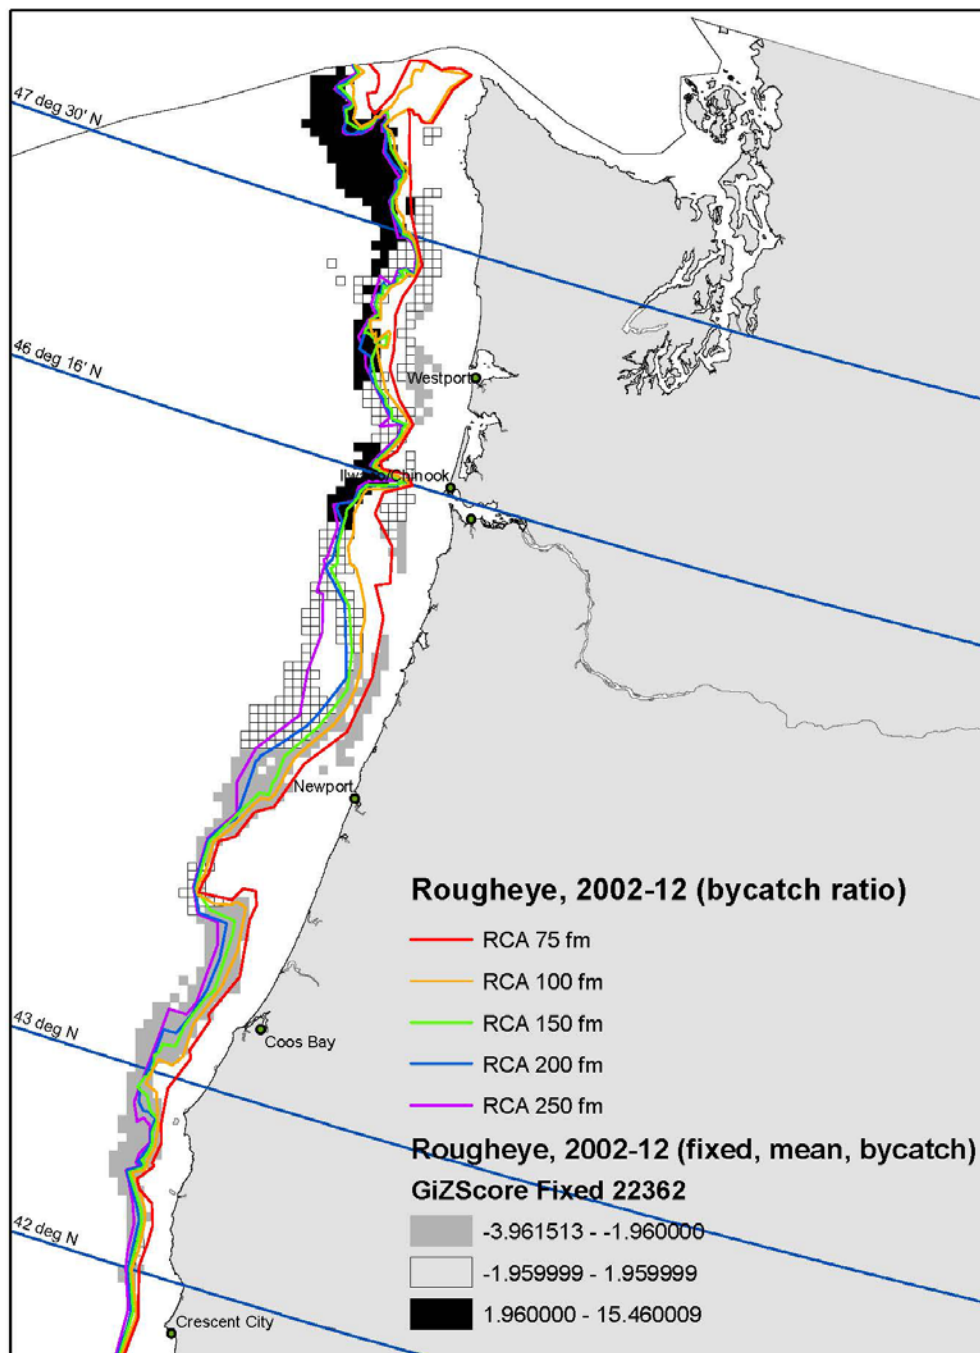 47 deg 30' N
46 deg 16' N
Westport
Ilwaco/Chinook
Newport
Rougheye, 2002-12 (bycatch ratio)
RCA 75 fm
RCA 100 fm
RCA 150 fm
RCA 200 fm
RCA 250 fm
43 deg N
Coos Bay
Rougheye, 2002-12 (fixed, mean, bycatch)
GiZScore Fixed 22362
-3.961513 - -1.960000
-1.959999 - 1.959999
1.960000 - 15.460009
42 deg N
Crescent City